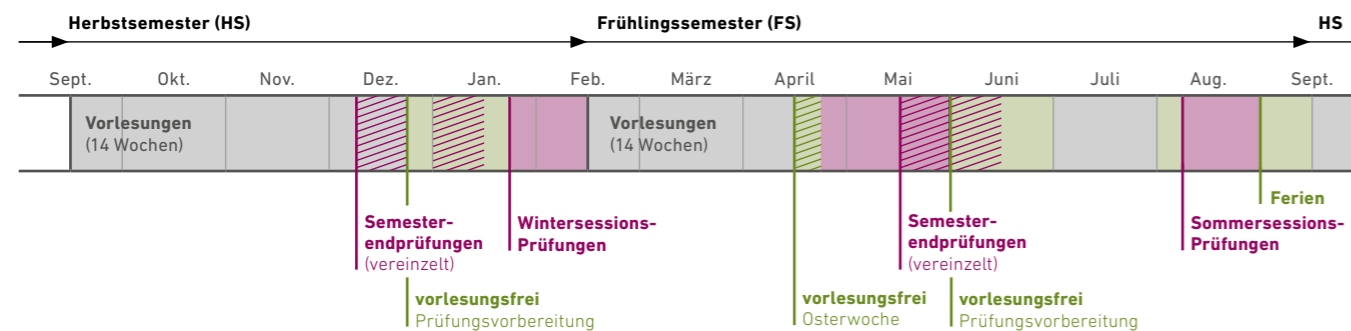 Herbstsemester (HS)
Frühlingssemester (FS)
HS
Sept.
Okt.
Nov.
Dez.
Jan.
Feb.
März
April
Mai
Juni
Juli
Aug.
Sept.
Vorlesungen
(14 Wochen)
Vorlesungen
(14 Wochen)
Semester-
endprüfungen
(vereinzelt)
Wintersessions-
Prüfungen
Semester-
endprüfungen
(vereinzelt)
Ferien
Sommersessions-
Prüfungen
vorlesungsfrei
Prüfungsvorbereitung
vorlesungsfrei
Osterwoche
vorlesungsfrei
Prüfungsvorbereitung